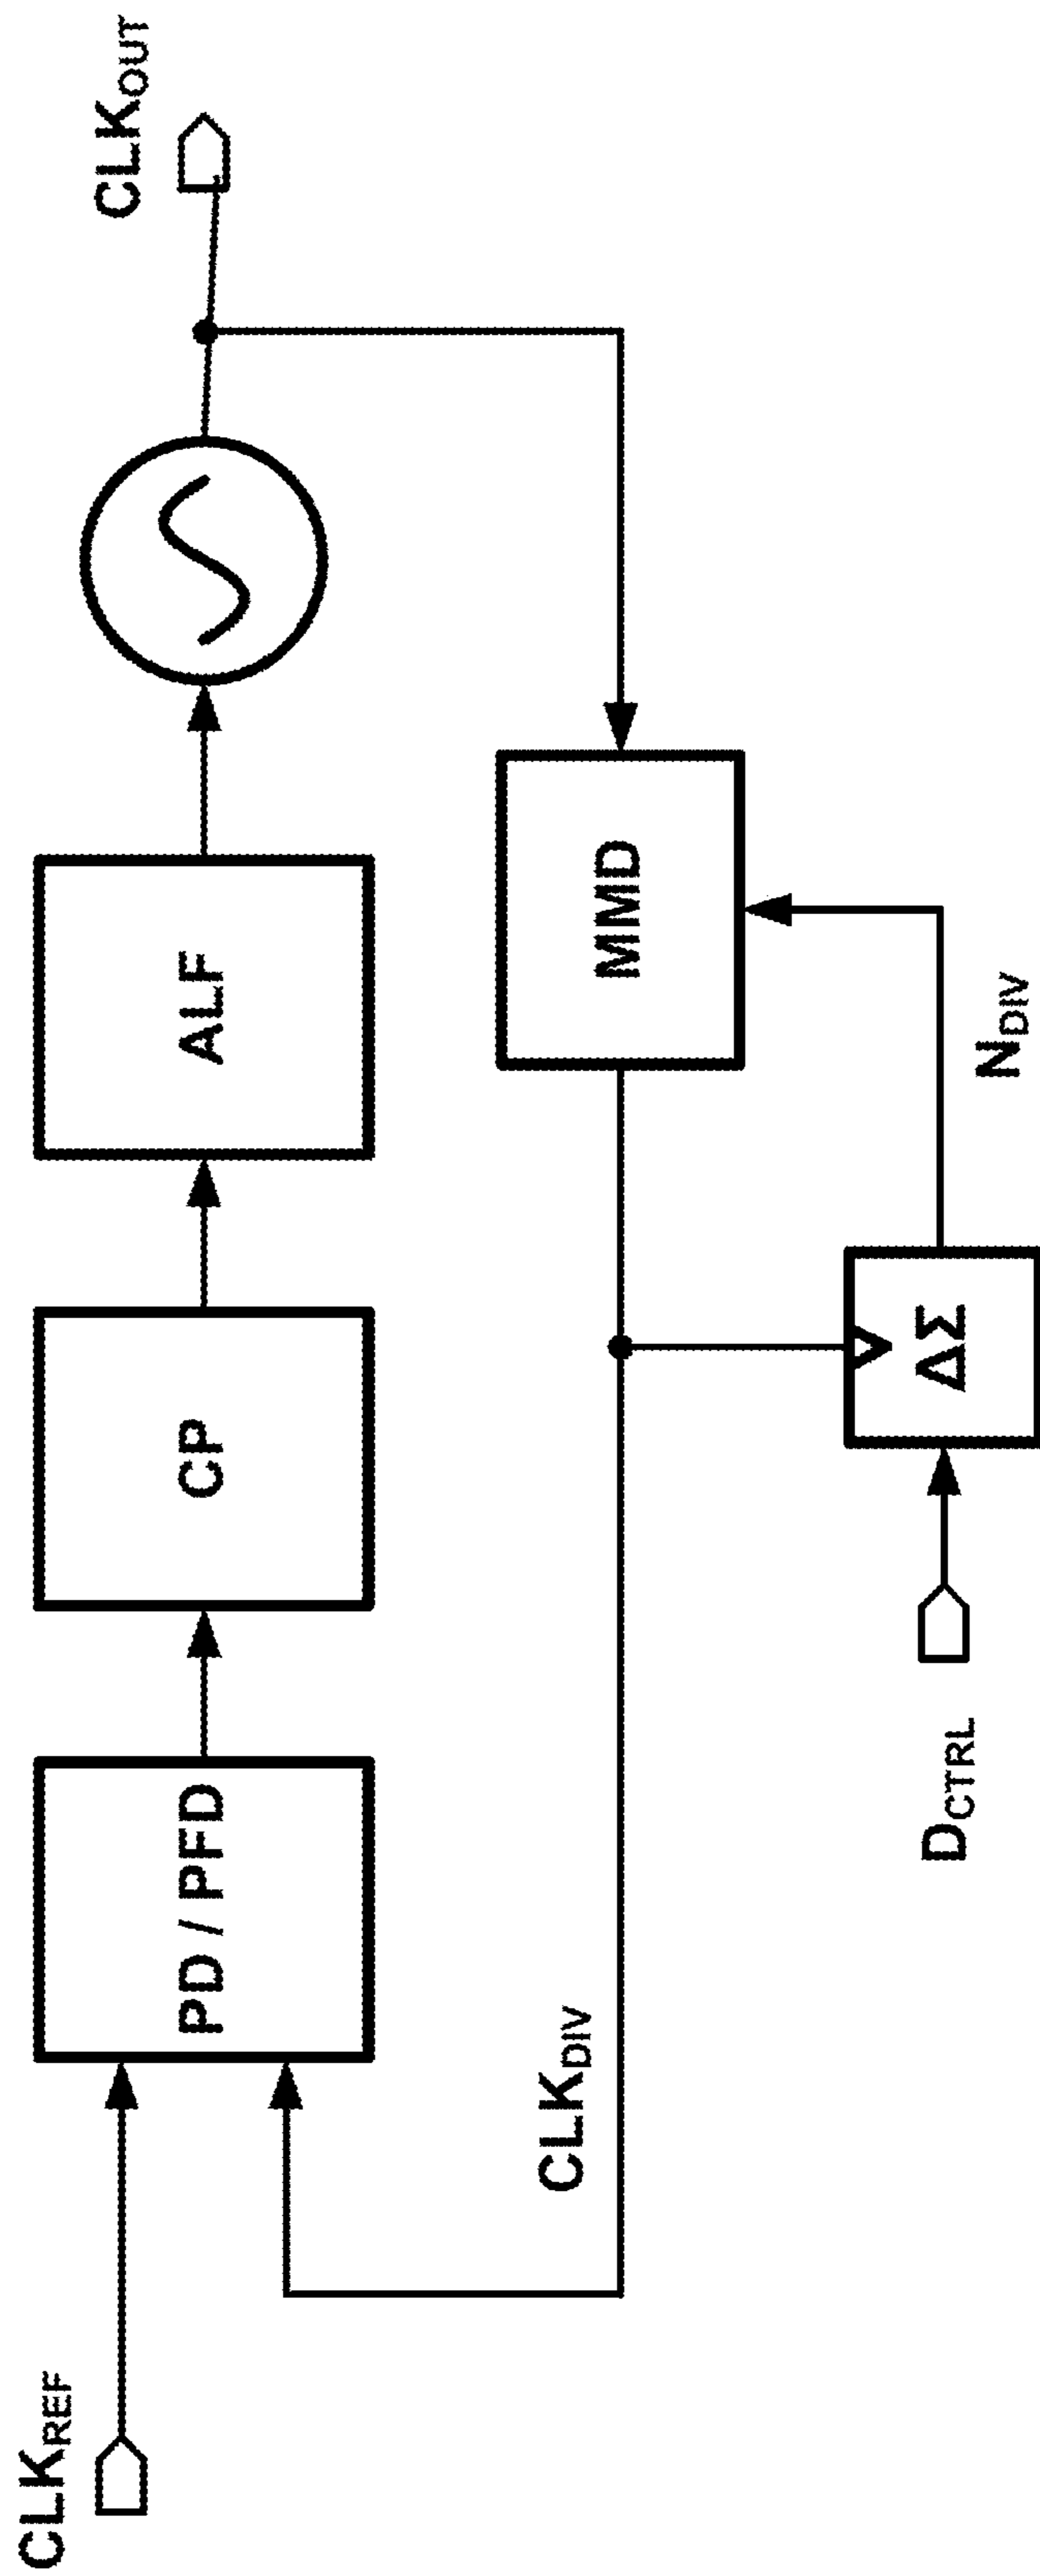 CLKREF
PD / PFD
CP
ALF
CLKOUT
CLKDIV
MMD
DCTRL
ΔΣ
NDIV